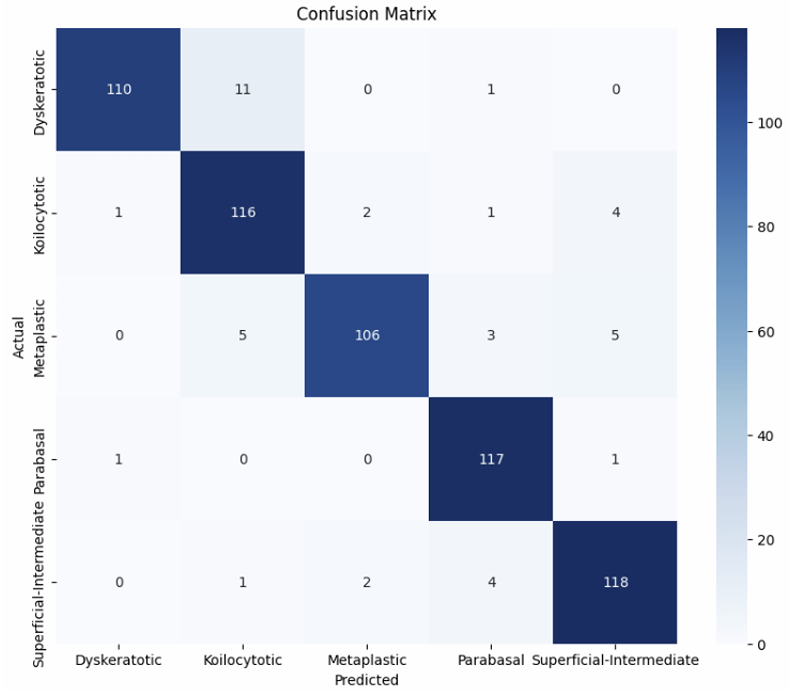 Confusion Matrix
Actual
Dyskeratotic
110 11 0 1 0
Koilocytotic
1 116 2 1 4
Metaplastic
0 5 106 3 5
Parabasal
1 0 0 117 1
Superficial-Intermediate
0 1 2 4 118
Dyskeratotic Koilocytotic Metaplastic Parabasal Superficial-Intermediate
Predicted
100
80
60
40
20
0